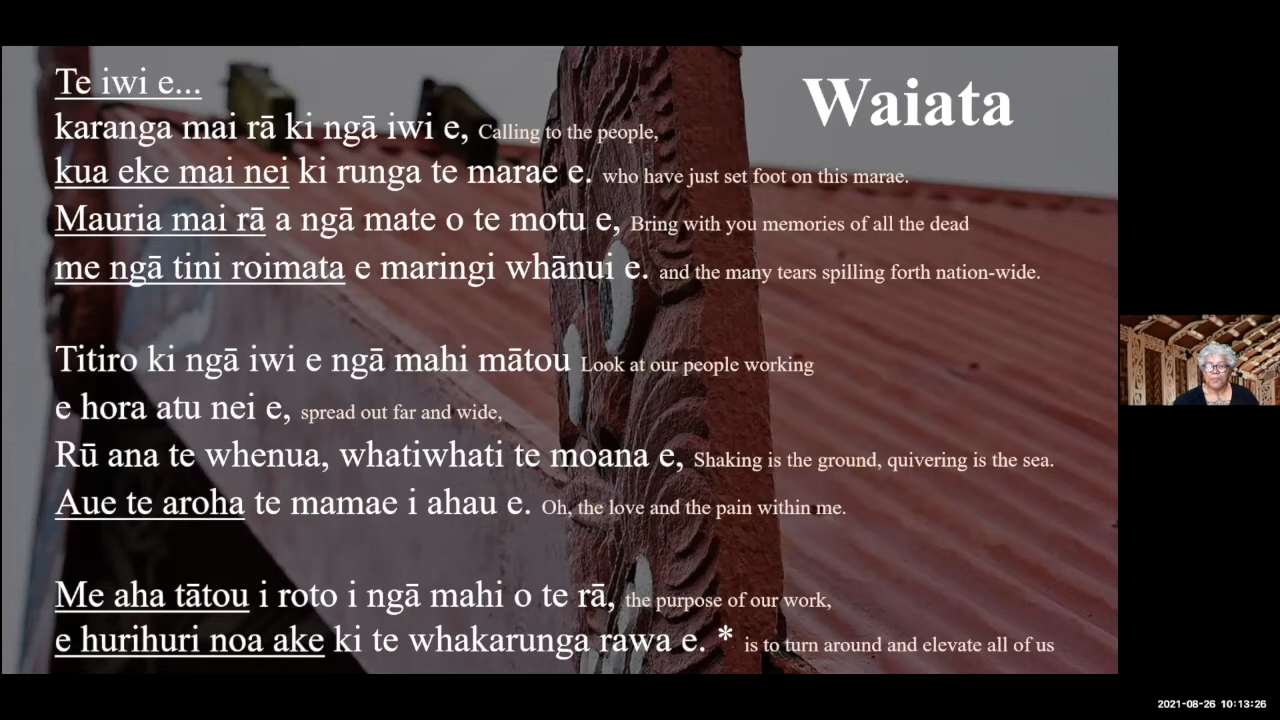 Waiata
Te iwi e...
karanga mai rā ki ngā iwi e, Calling to the people,
kua eke mai nei ki runga te marae e. who have just set foot on this marae.
Mauria mai rā a ngā mate o te motu e, Bring with you memories of all the dead
me ngā tini roimata e maringi whānui e. and the many tears spilling forth nation-wide.
Titiro ki ngā iwi e ngā mahi mātou Look at our people working
e hora atu nei e, spread out far and wide,
Rū ana te whenua, whatiwhati te moana e, Shaking is the ground, quivering is the sea.
Aue te aroha te mamae i ahau e. Oh, the love and the pain within me.
Me aha tātou i roto i ngā mahi o te rā, the purpose of our work,
e hurihuri noa ake ki te whakarunga rawa e. * is to turn around and elevate all of us
2021-08-26 10:13:26